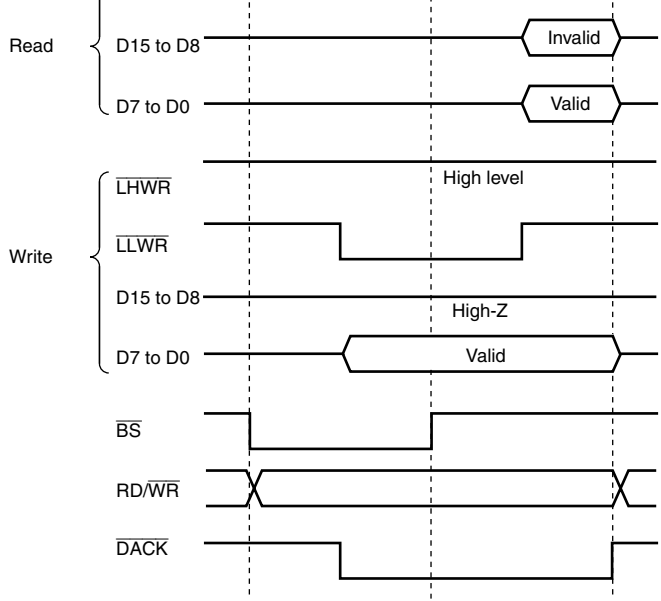 Read
D15 to D8
Invalid
D7 to D0
Valid
Write
LHWR
High level
LLWR
D15 to D8
High-Z
D7 to D0
Valid
BS
RD/WR
DACK